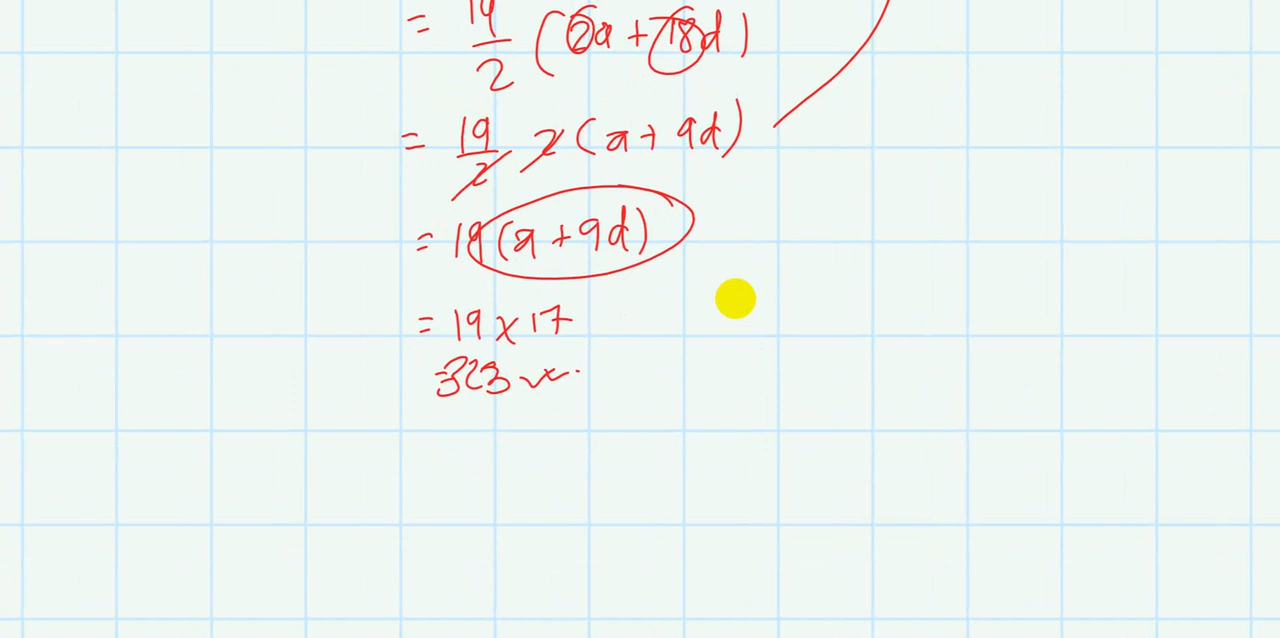 = 19/2 (2a + 18d)
= 19/2 2 (a + 9d)
= 19 (a + 9d)
= 19 x 17
= 323